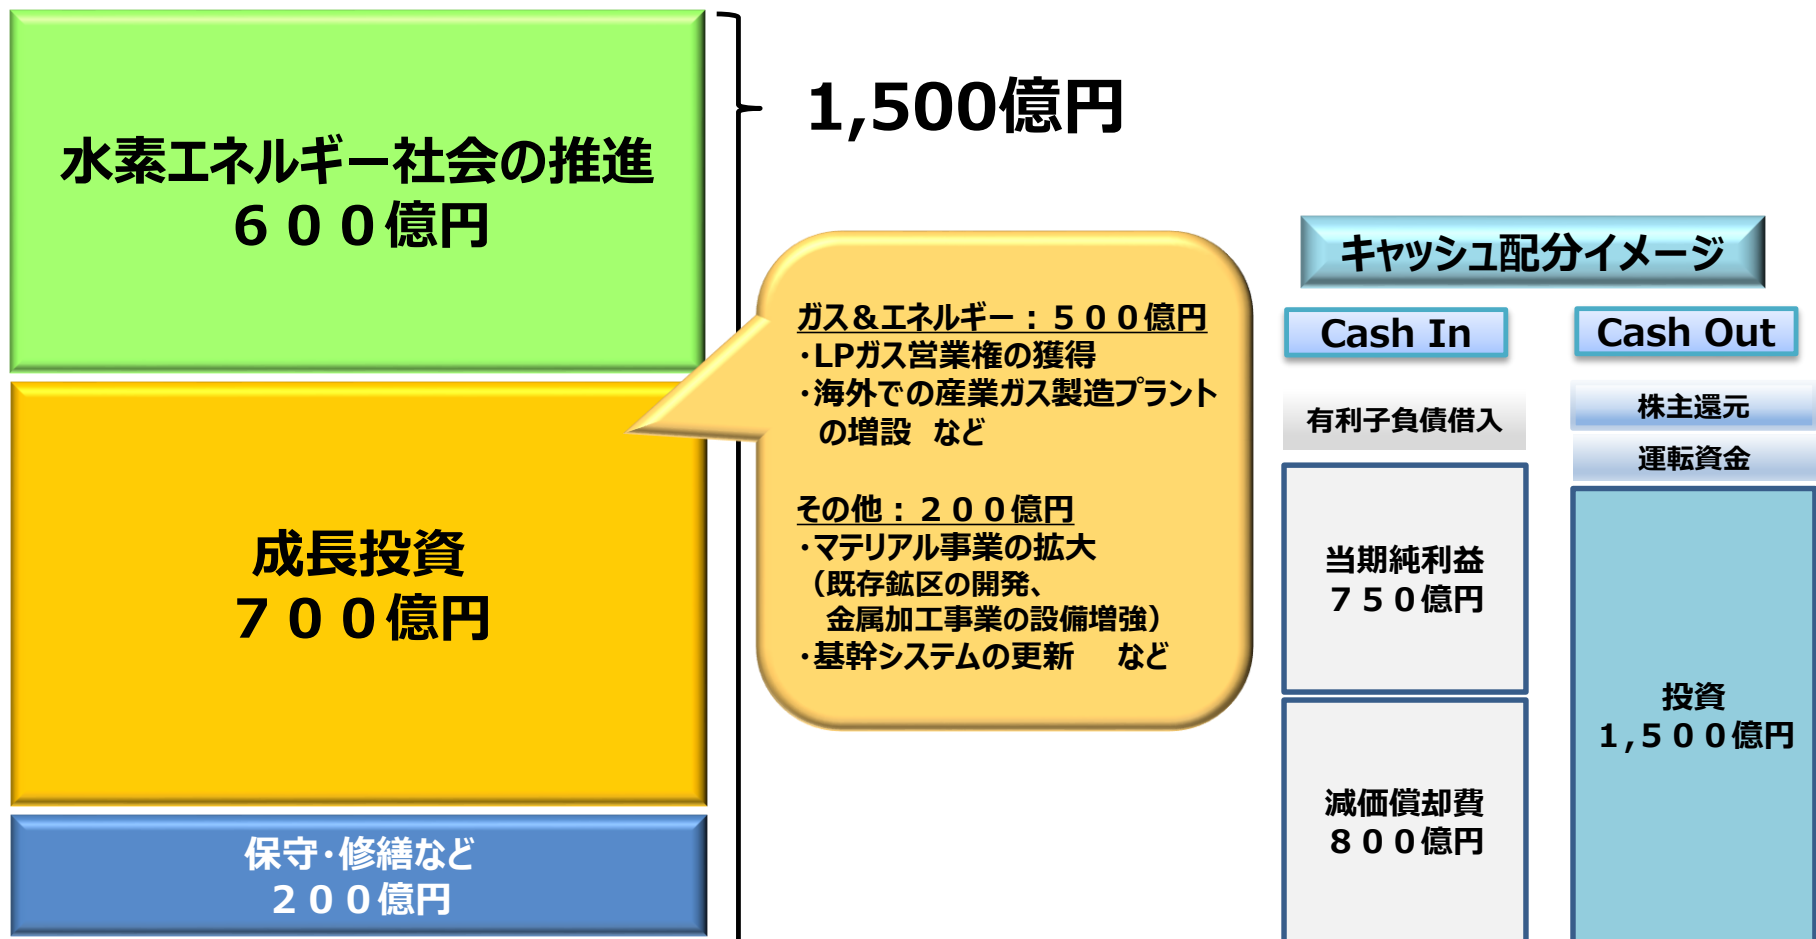 水素エネルギー社会の推進
６００億円
1,500億円
成長投資
７００億円
保守・修繕など
２００億円
ガス＆エネルギー：５００億円
・LPガス営業権の獲得
・海外での産業ガス製造プラント
の増設　など
その他：２００億円
・マテリアル事業の拡大
（既存鉱区の開発、
金属加工事業の設備増強）
・基幹システムの更新　など
キャッシュ配分イメージ
Cash In
有利子負債借入
当期純利益
７５０億円
減価償却費
８００億円
Cash Out
株主還元
運転資金
投資
1,５００億円